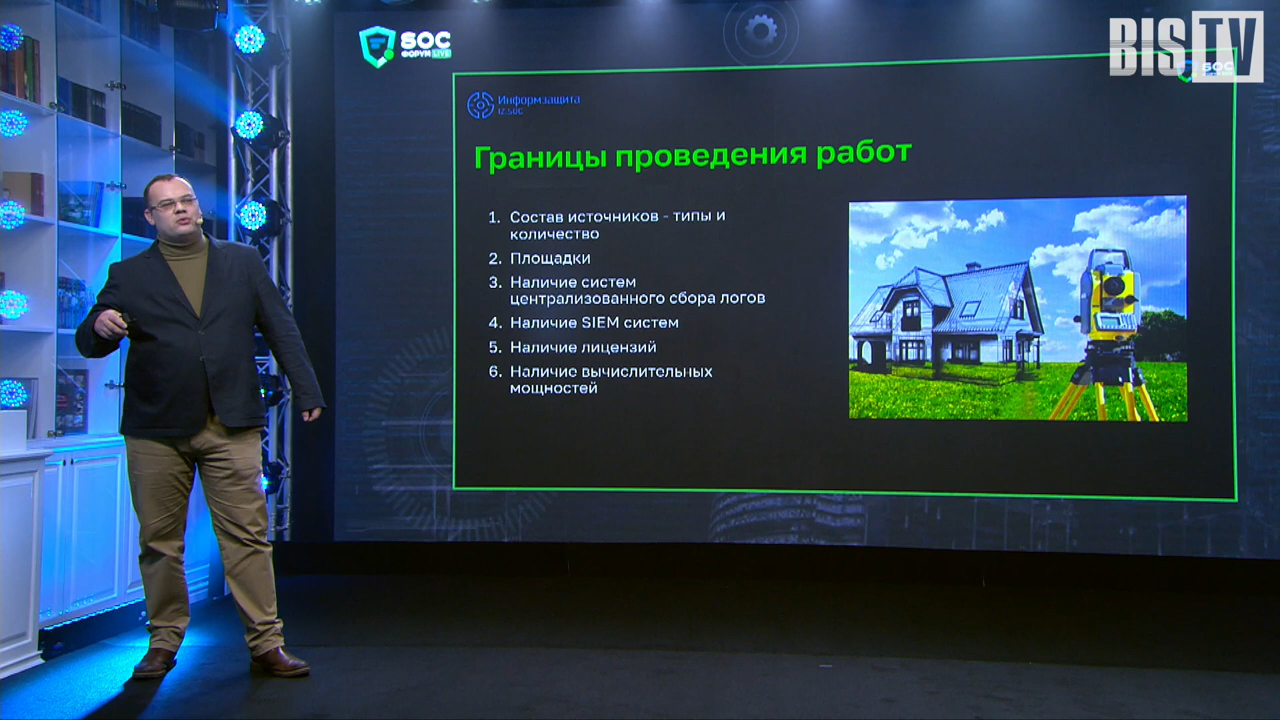 SOC
ФОРУМ LIVE
BIS TV
SOC
Информзащита
IZ:SOC
Границы проведения работ
1. Состав источников - типы и
количество
2. Площадки
3. Наличие систем
централизованного сбора логов
4. Наличие SIEM систем
5. Наличие лицензий
6. Наличие вычислительных
мощностей